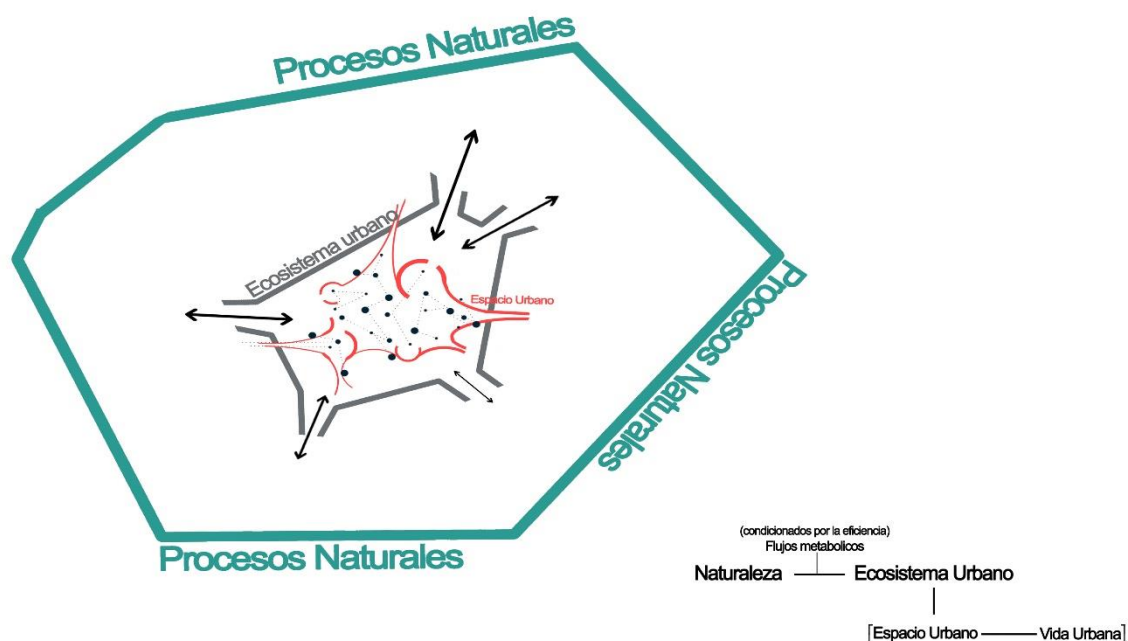 Procesos Naturales
Ecosistema urbano
Espacio Urbano
Procesos Naturales
Procesos Naturales
(condicionados por la eficiencia)
Flujos metabolicos
Naturaleza Ecosistema Urbano
[Espacio Urbano Vida Urbana]